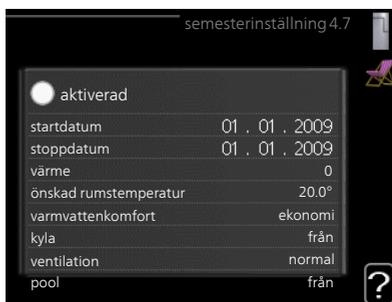 semesterinställning 4.7
aktiverad
startdatum 01 . 01 . 2009
stoppdatum 01 . 01 . 2009
värme 0
önskad rumstemperatur 20.0°
varmvattenkomfort ekonomi
kyla från
ventilation normal
pool från
?